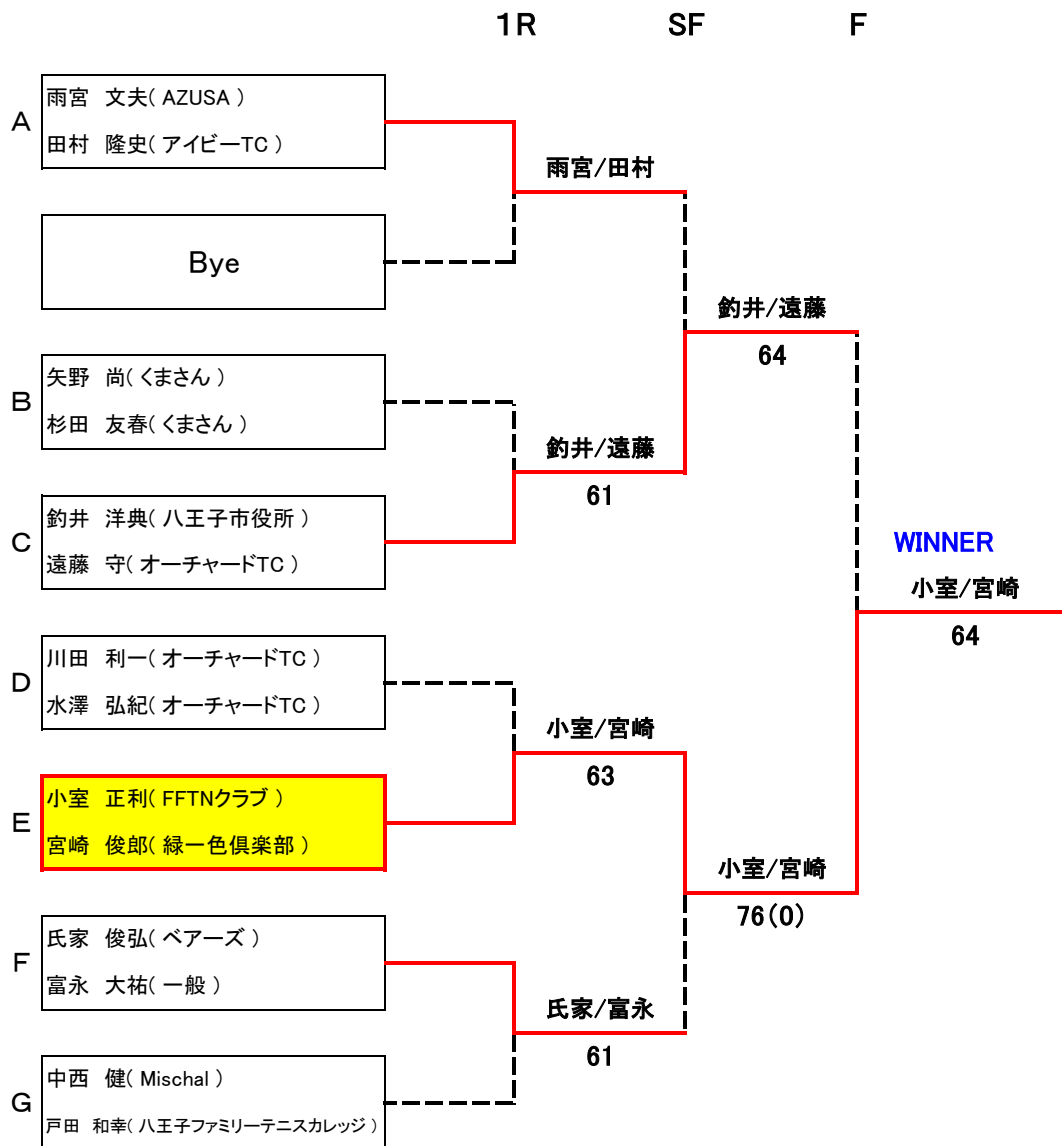 1R SF F
A
雨宮 文夫( AZUSA )
田村 隆史( アイビーTC )
雨宮/田村
Bye
釣井/遠藤
64
B
矢野 尚( くまさん )
杉田 友春( くまさん )
釣井/遠藤
61
C
釣井 洋典( 八王子市役所 )
遠藤 守( オーチャードTC )
WINNER
小室/宮崎
64
D
川田 利一( オーチャードTC )
水澤 弘紀( オーチャードTC )
小室/宮崎
63
E
小室 正利( FFTNクラブ )
宮崎 俊郎( 緑一色倶楽部 )
小室/宮崎
76(0)
F
氏家 俊弘( ベアーズ )
富永 大祐( 一般 )
氏家/富永
61
G
中西 健( Mischal )
戸田 和幸( 八王子ファミリーテニスカレッジ )